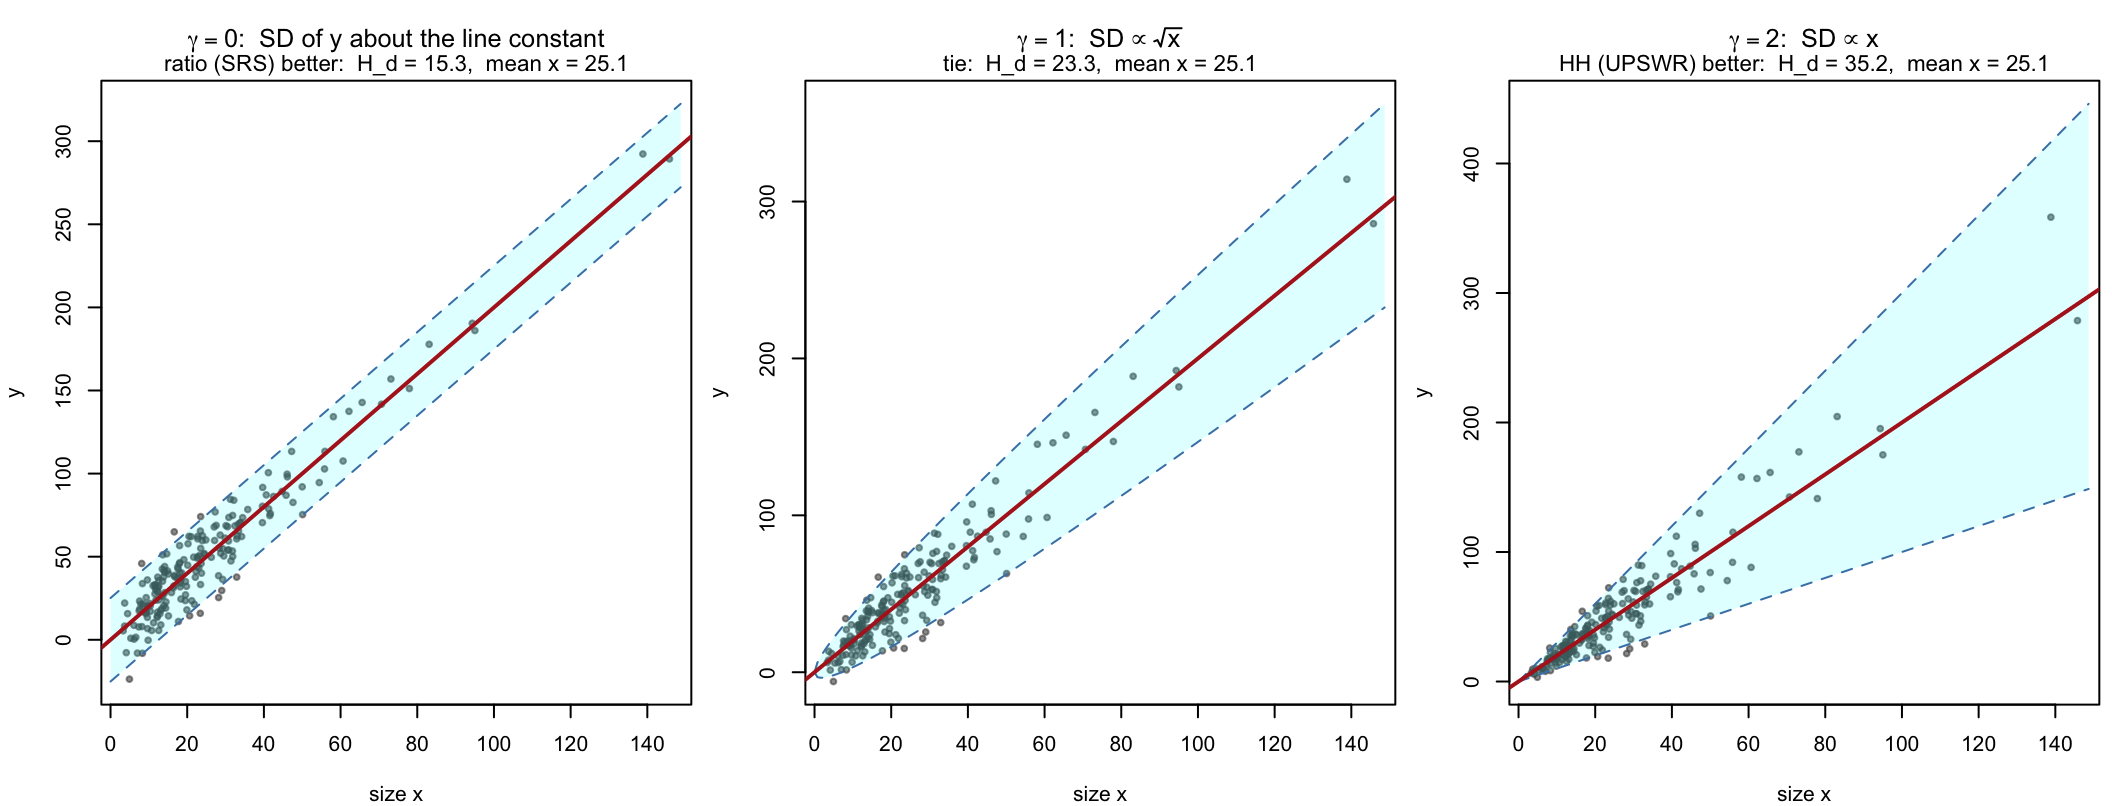 γ = 0:  SD of y about the line constant
ratio (SRS) better:  H_d = 15.3,  mean x = 25.1
300
250
200
150
100
50
0
y
0 20 40 60 80 100 120 140
size x
γ = 1:  SD ∝ √x
tie:  H_d = 23.3,  mean x = 25.1
300
200
100
0
y
0 20 40 60 80 100 120 140
size x
γ = 2:  SD ∝ x
HH (UPSWR) better:  H_d = 35.2,  mean x = 25.1
400
300
200
100
0
y
0 20 40 60 80 100 120 140
size x